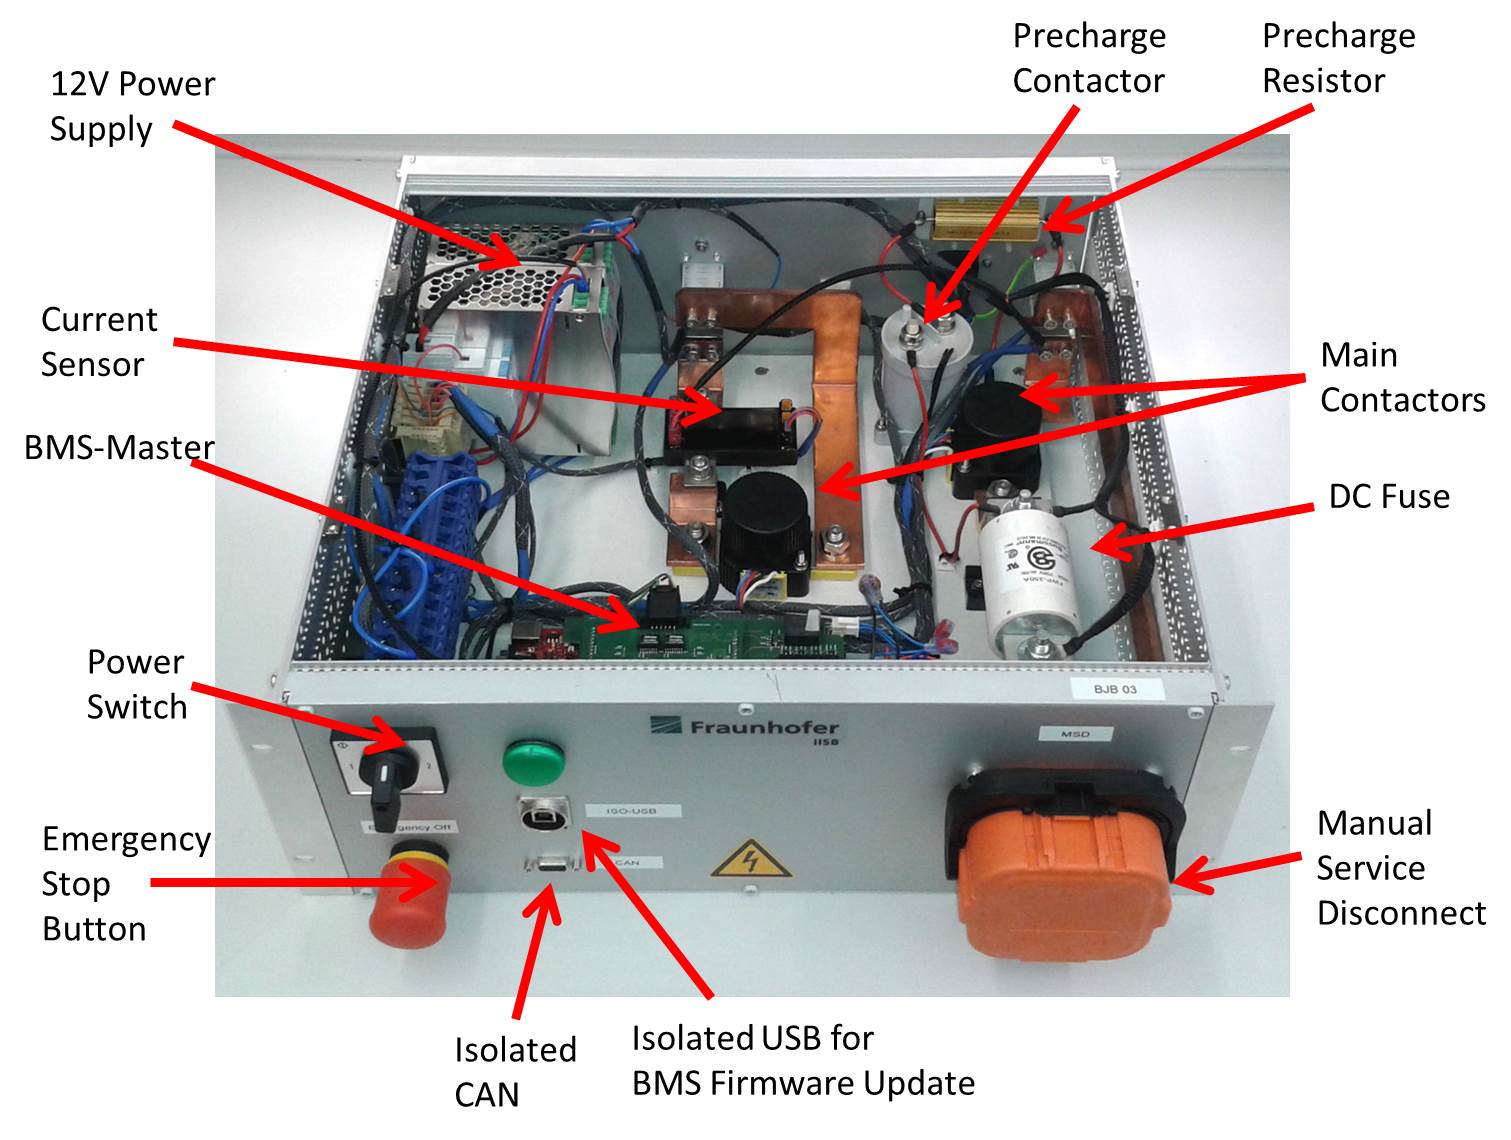 Precharge
Contactor
Precharge
Resistor
12V Power
Supply
Current
Sensor
Main
Contactors
BMS-Master
DC Fuse
Power
Switch
BJB 03
Fraunhofer
IISB
MSD
1
2
ISO-USB
Emergency Off
CAN
Emergency
Stop
Button
Manual
Service
Disconnect
Isolated
CAN
Isolated USB for
BMS Firmware Update